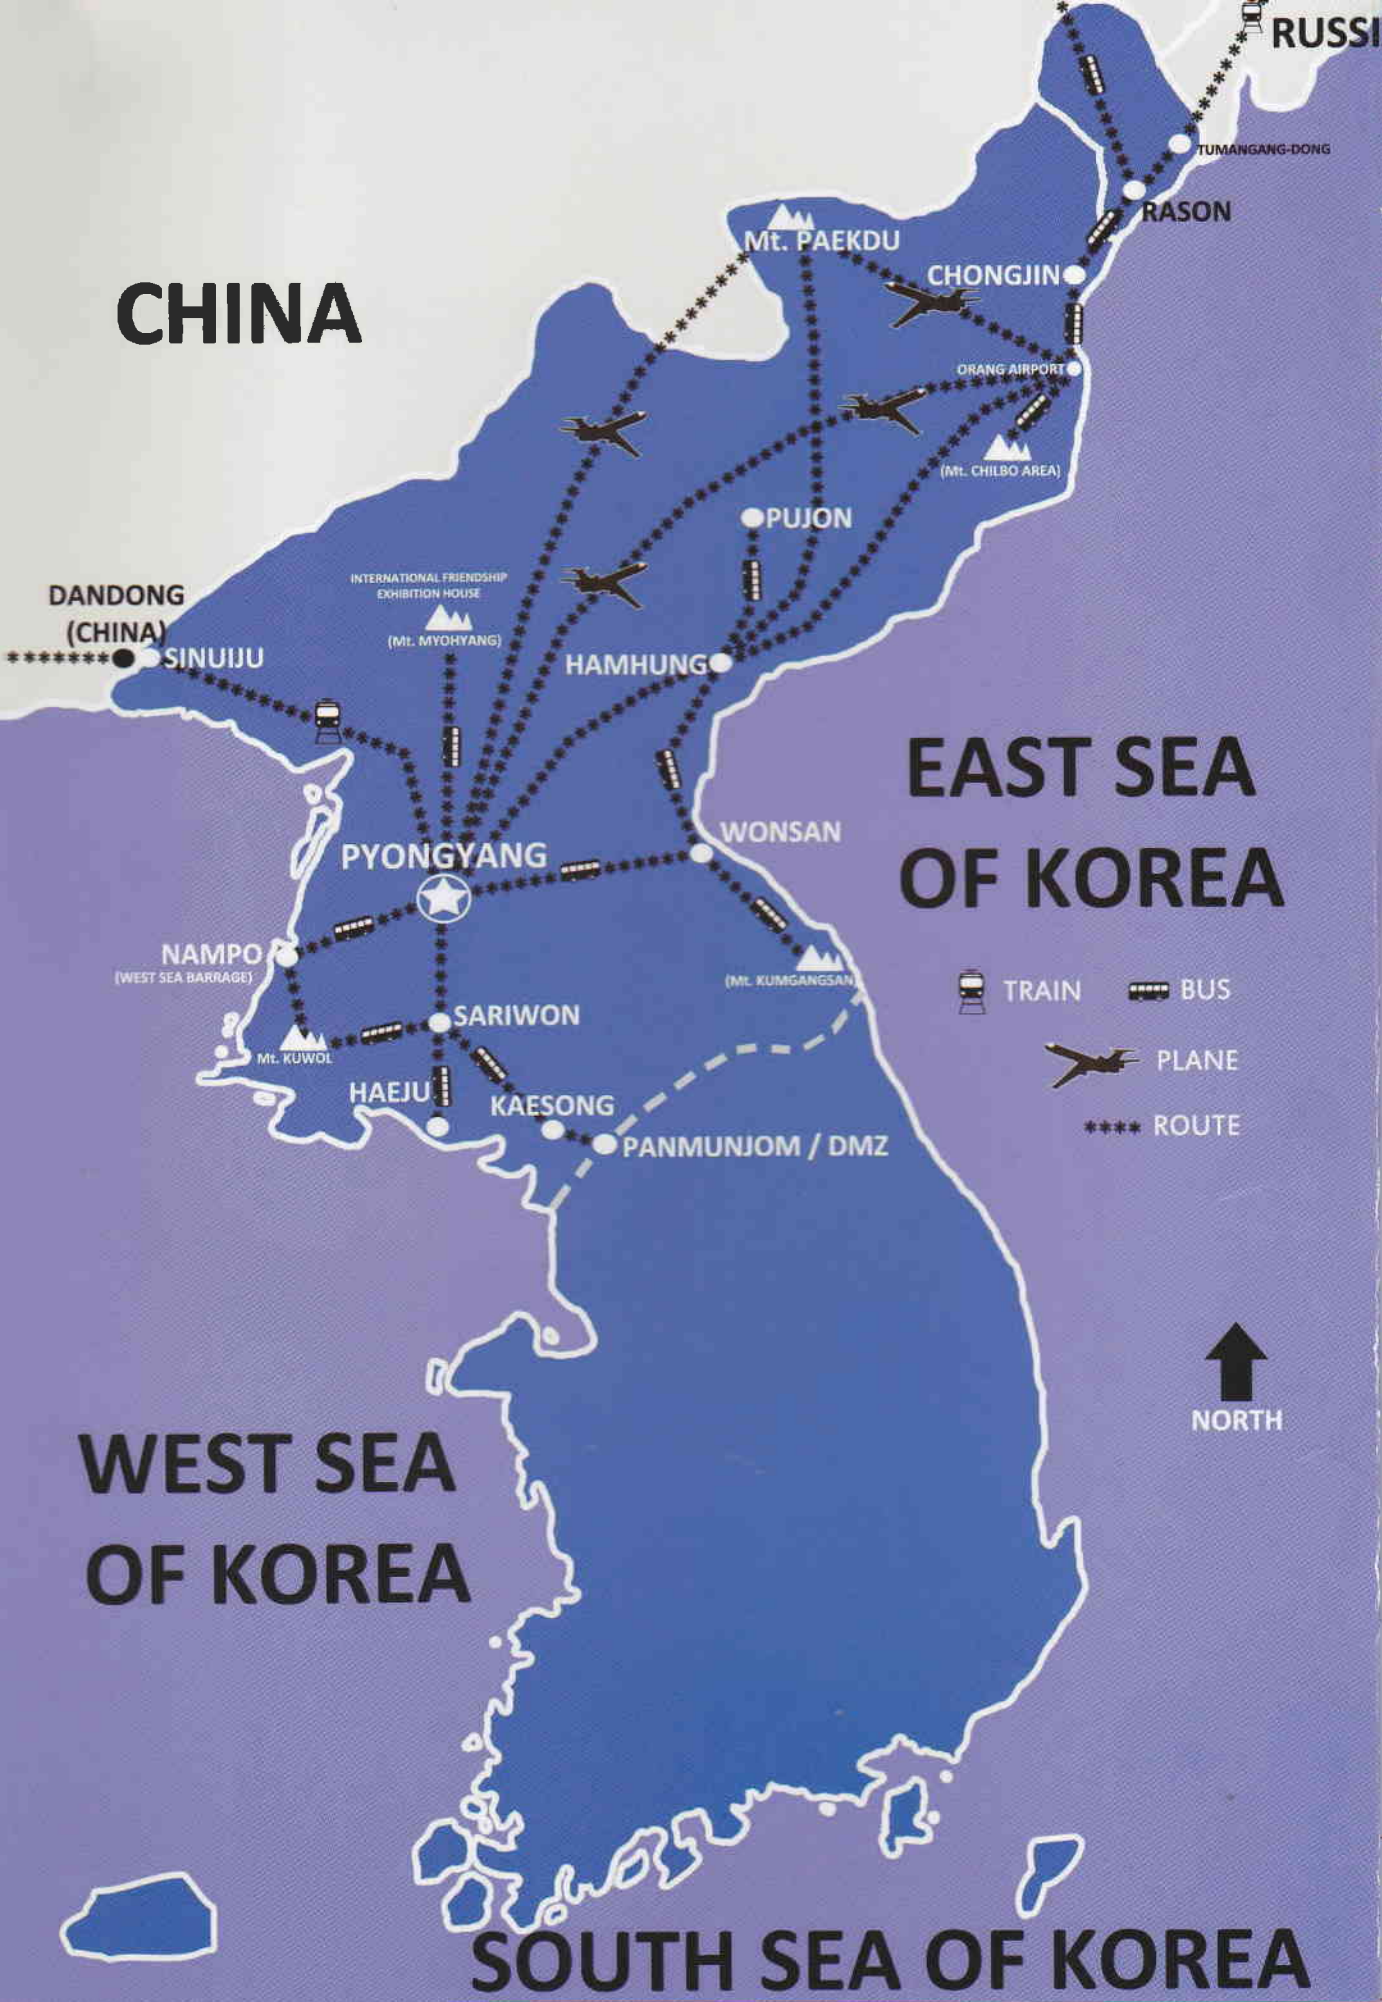 RUSSI
TUMANGANG-DONG
RASON
Mt. PAEKDU
CHONGJIN
CHINA
ORANG AIRPORT
(Mt. CHILBO AREA)
PUJON
INTERNATIONAL FRIENDSHIP
EXHIBITION HOUSE
(Mt. MYOHYANG)
DANDONG
(CHINA)
SINUIJU
HAMHUNG
EAST SEA
OF KOREA
WONSAN
PYONGYANG
NAMPO
(WEST SEA BARRAGE)
(Mt. KUMGANGSAN)
TRAIN
BUS
SARIWON
Mt. KUWOL
PLANE
HAEJU
KAESONG
ROUTE
PANMUNJOM / DMZ
NORTH
WEST SEA
OF KOREA
SOUTH SEA OF KOREA